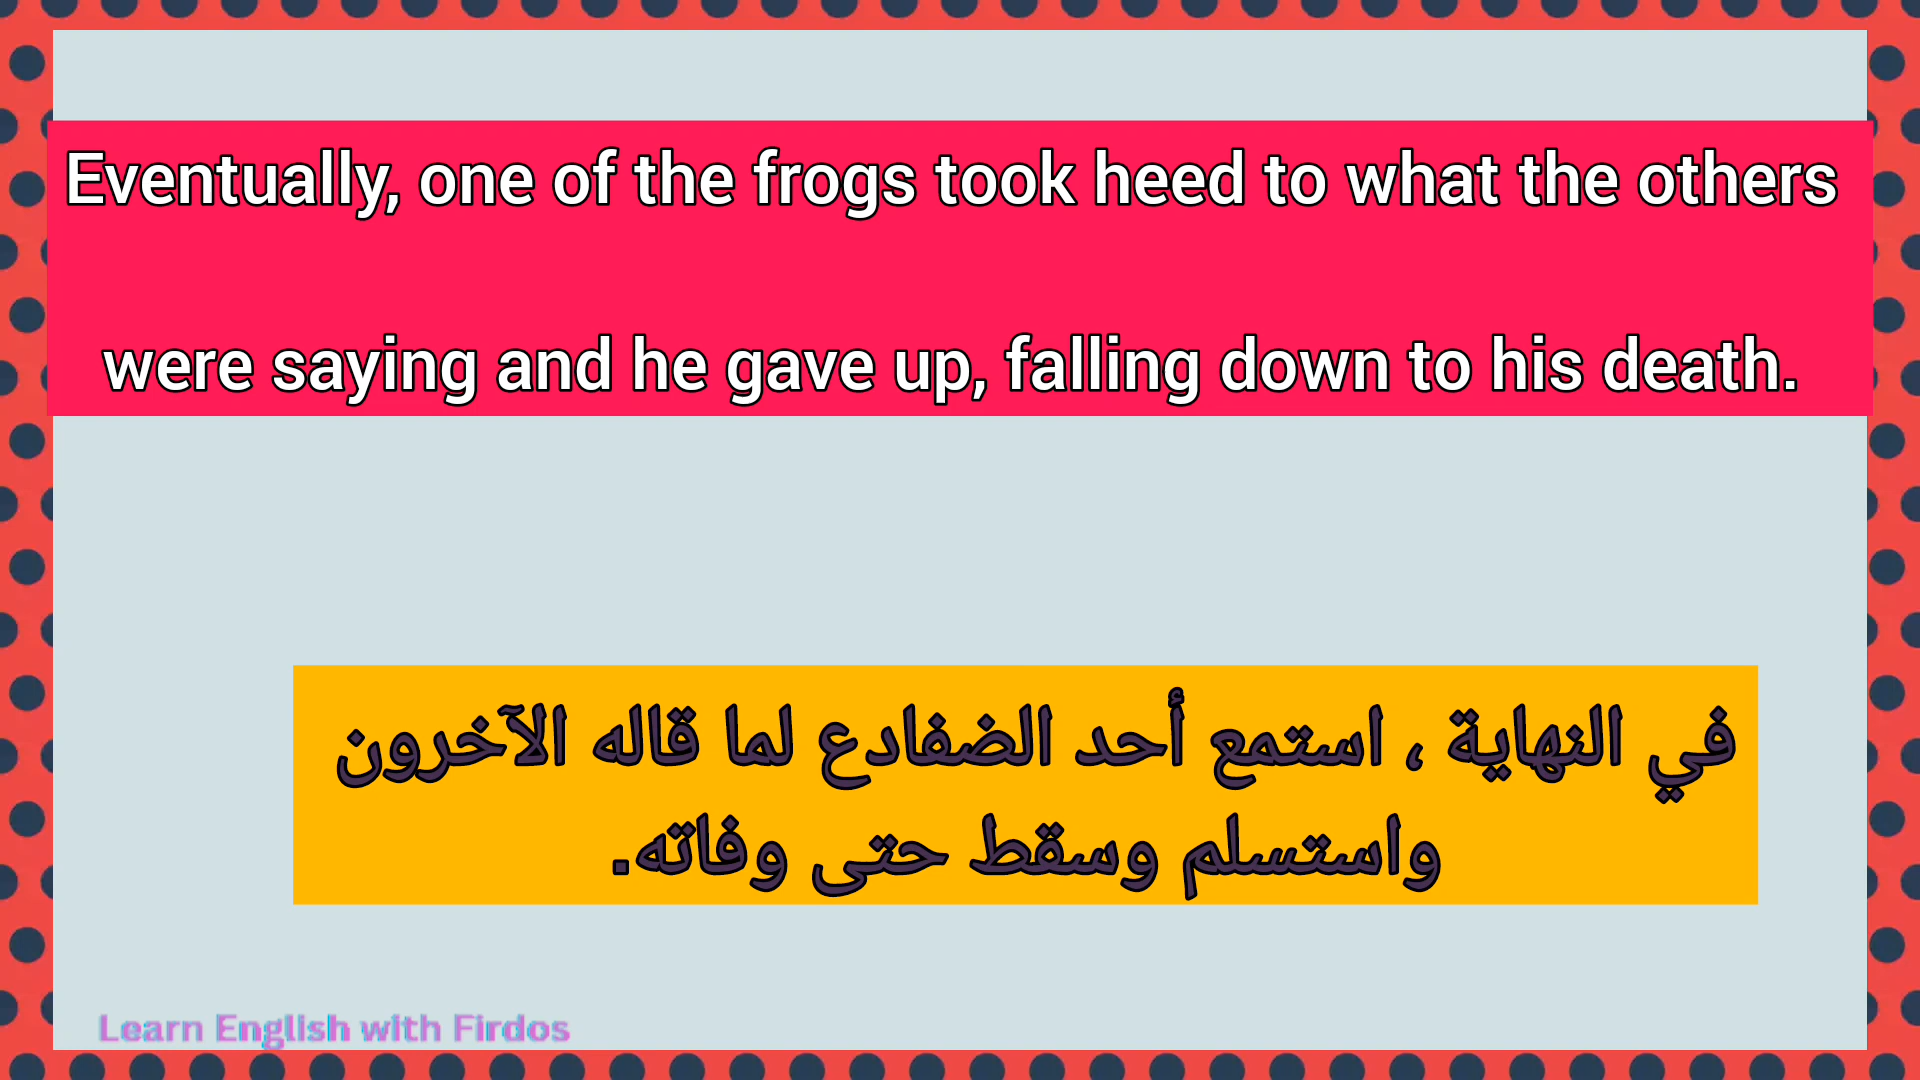 Eventually, one of the frogs took heed to what the others
were saying and he gave up, falling down to his death.
في النهاية ، استمع أحد الضفادع لما قاله الآخرون
واستسلم وسقط حتى وفاته.
Learn English with Firdos